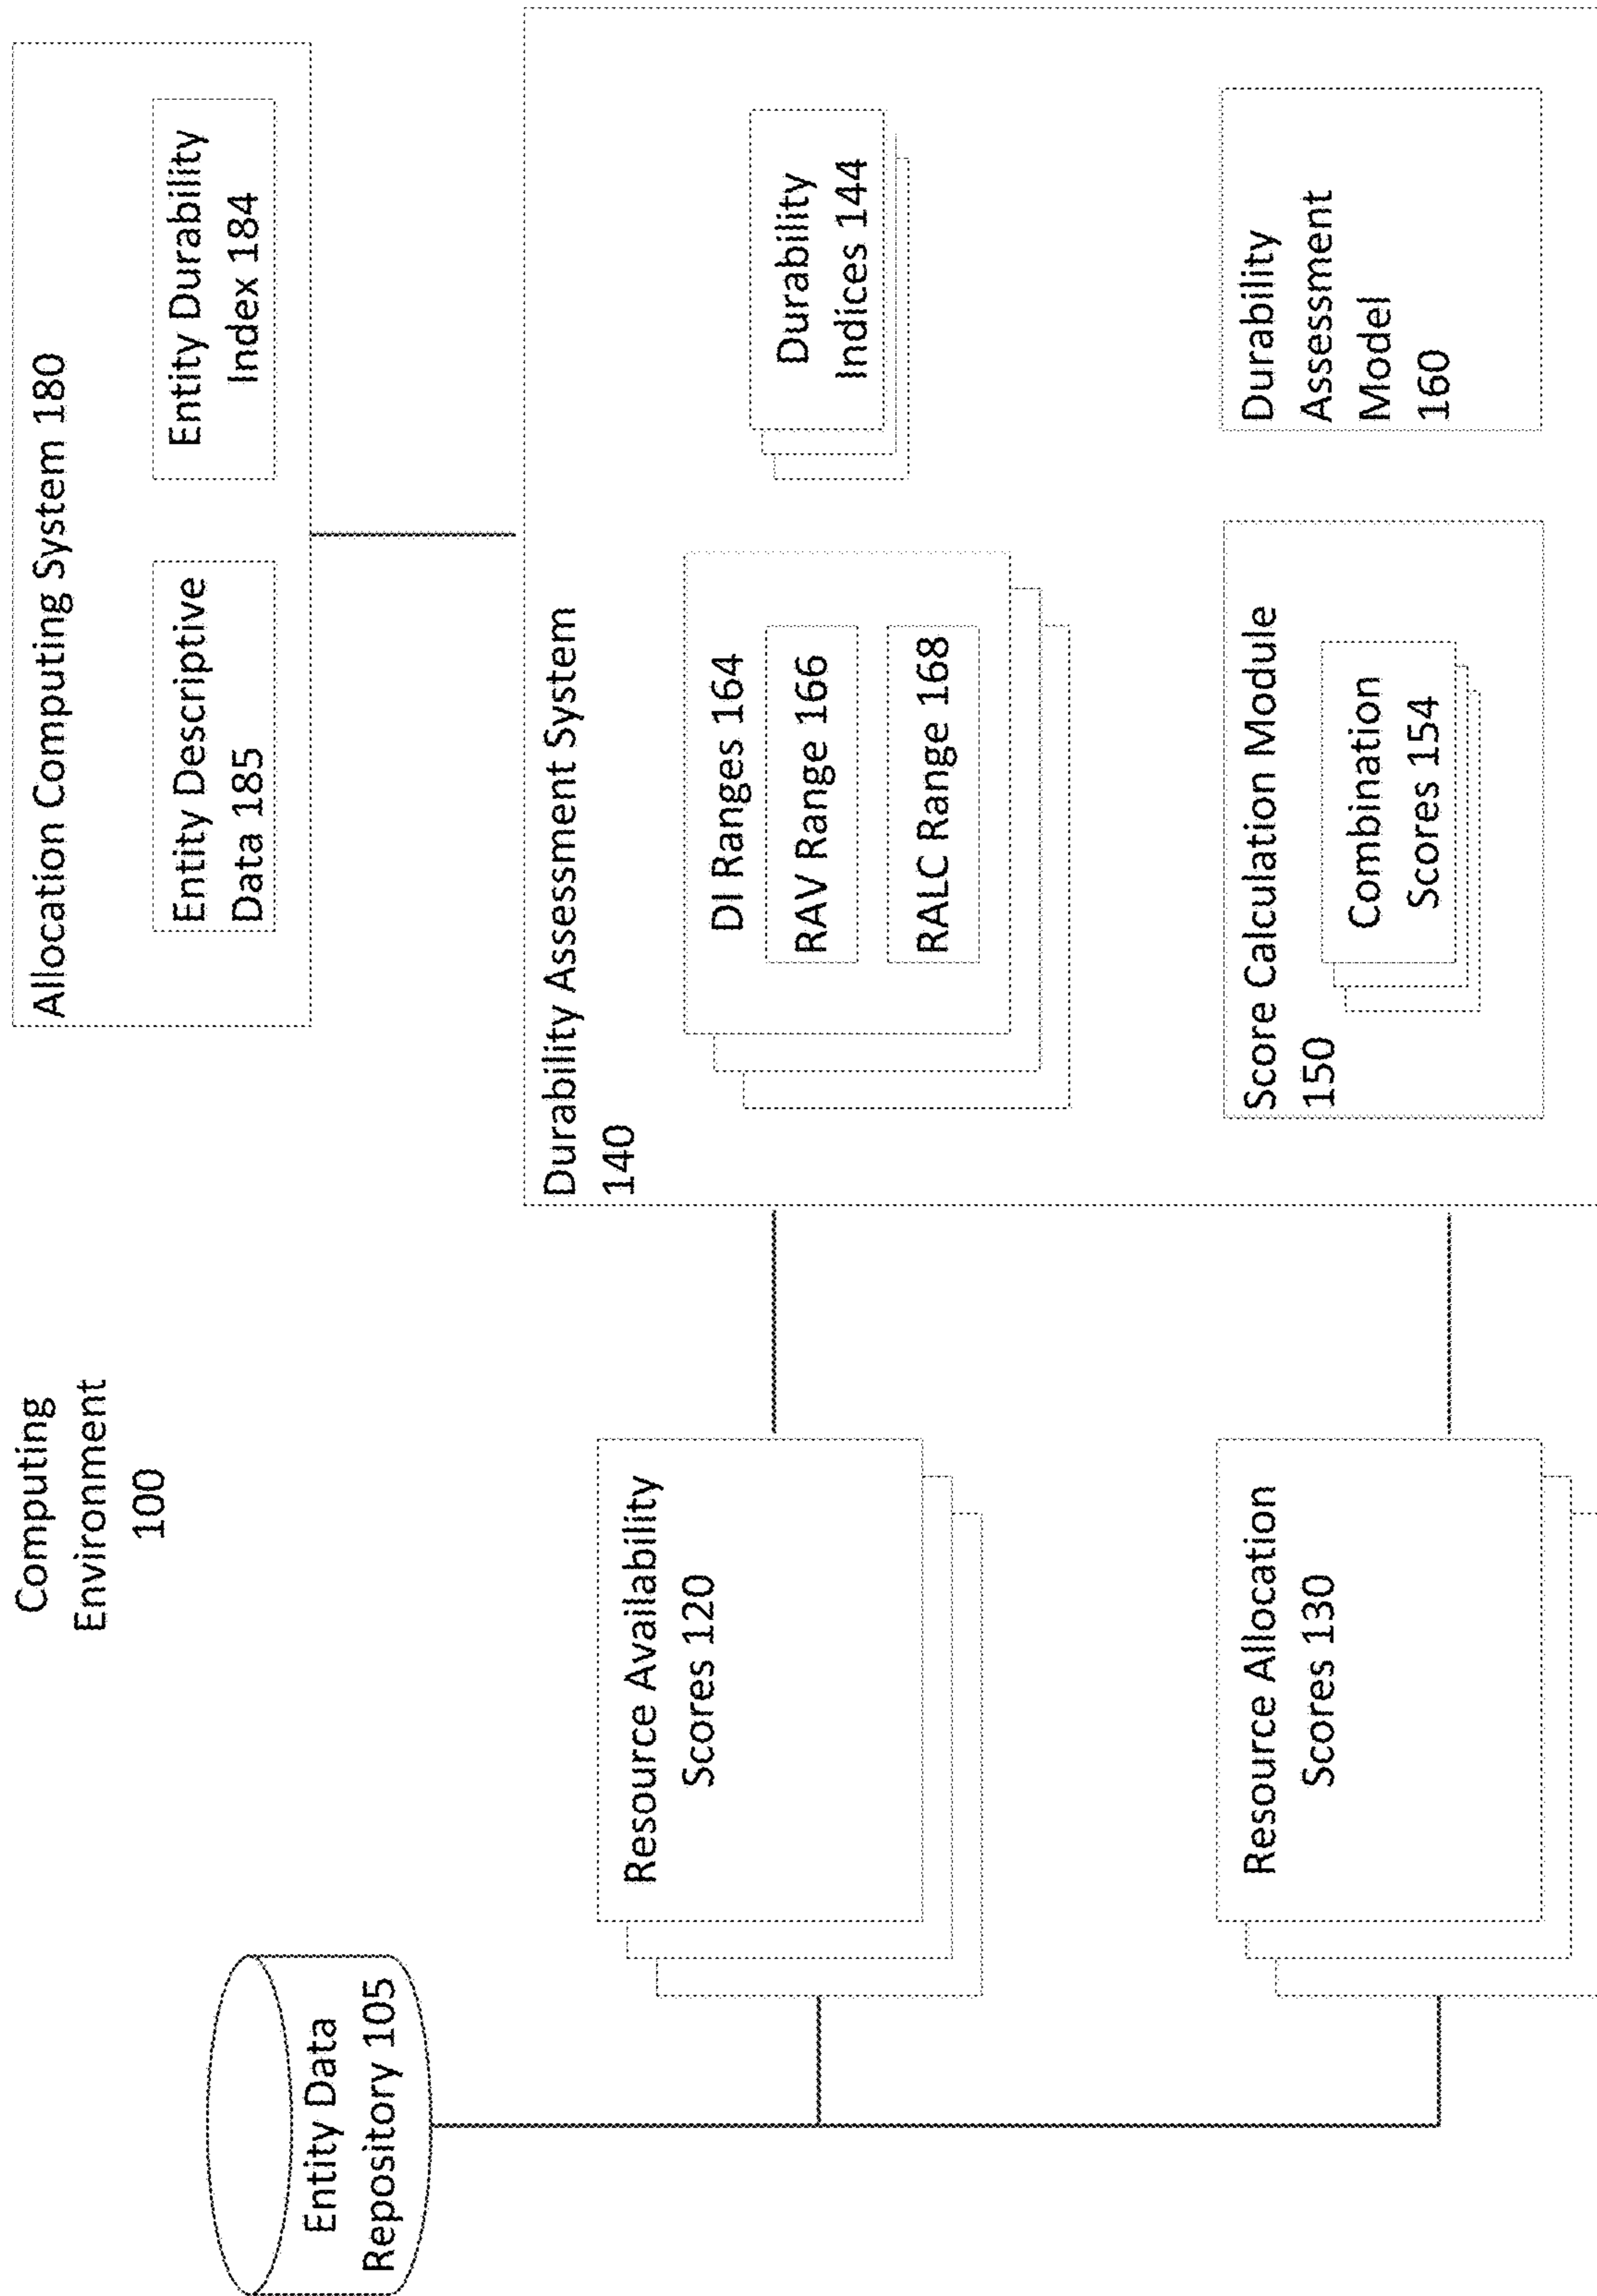 Computing
Environment
100
Entity Data
Repository 105
Resource Availability
Scores 120
Resource Allocation
Scores 130
Allocation Computing System 180
Entity Descriptive
Data 185
Entity Durability
Index 184
Durability Assessment System
140
DI Ranges 164
RAV Range 166
RALC Range 168
Durability
Indices 144
Score Calculation Module
150
Combination
Scores 154
Durability
Assessment
Model
160